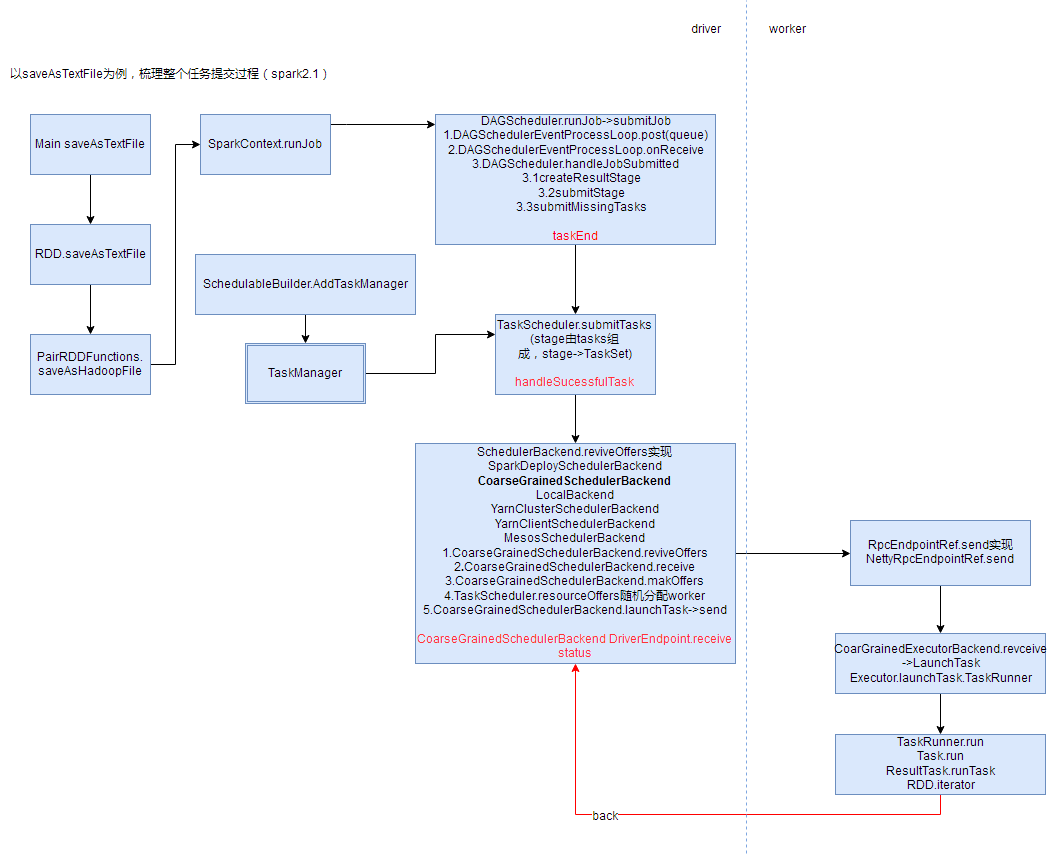 driver
worker
以saveAsTextFile为例，梳理整个任务提交过程（spark2.1）
Main saveAsTextFile
RDD.saveAsTextFile
PairRDDFunctions.
saveAsHadoopFile
SparkContext.runJob
DAGScheduler.runJob->submitJob
1.DAGSchedulerEventProcessLoop.post(queue)
2.DAGSchedulerEventProcessLoop.onReceive
3.DAGScheduler.handleJobSubmitted
3.1createResultStage
3.2submitStage
3.3submitMissingTasks
taskEnd
SchedulableBuilder.AddTaskManager
TaskManager
TaskScheduler.submitTasks
(stage由tasks组
成，stage->TaskSet)
handleSucessfulTask
SchedulerBackend.reviveOffers实现
SparkDeploySchedulerBackend
CoarseGrainedSchedulerBackend
LocalBackend
YarnClusterSchedulerBackend
YarnClientSchedulerBackend
MesosSchedulerBackend
1.CoarseGrainedSchedulerBackend.reviveOffers
2.CoarseGrainedSchedulerBackend.receive
3.CoarseGrainedSchedulerBackend.makOffers
4.TaskScheduler.resourceOffers随机分配worker
5.CoarseGrainedSchedulerBackend.launchTask->send
CoarseGrainedSchedulerBackend DriverEndpoint.receive
status
RpcEndpointRef.send实现
NettyRpcEndpointRef.send
CoarGrainedExecutorBackend.revceive
->LaunchTask
Executor.launchTask.TaskRunner
TaskRunner.run
Task.run
ResultTask.runTask
RDD.iterator
back